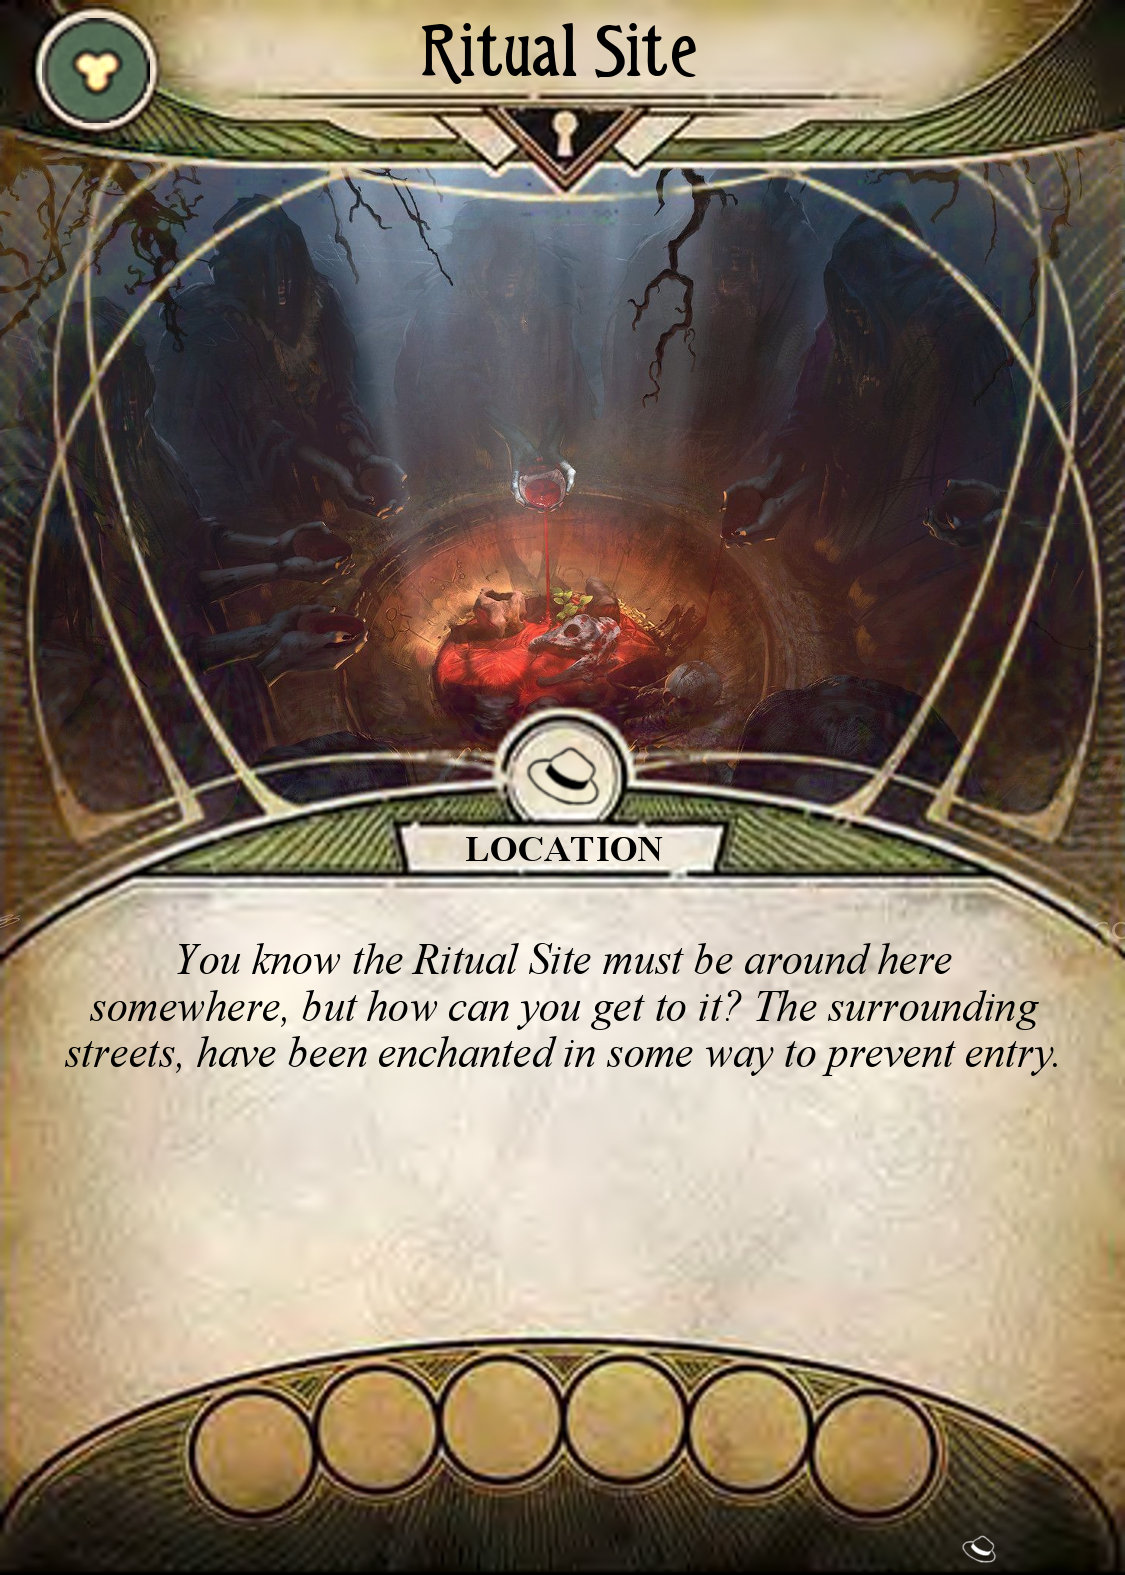 Ritual Site
LOCATION
You know the Ritual Site must be around here
somewhere, but how can you get to it? The surrounding
streets, have been enchanted in some way to prevent entry.